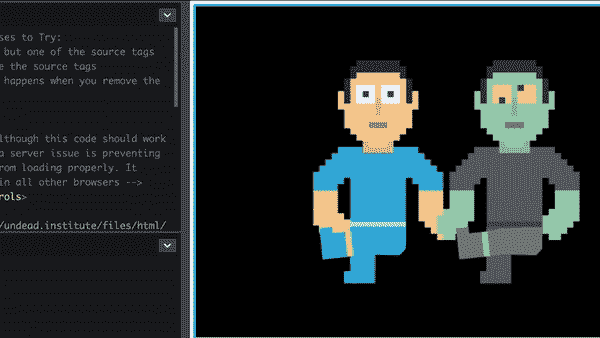 ses to Try:
but one of the source tags
e the source tags
happens when you remove the
lthough this code should work
a server issue is preventing
rom loading properly. It
in all other browsers -->
rols>
/undead.institute/files/html/